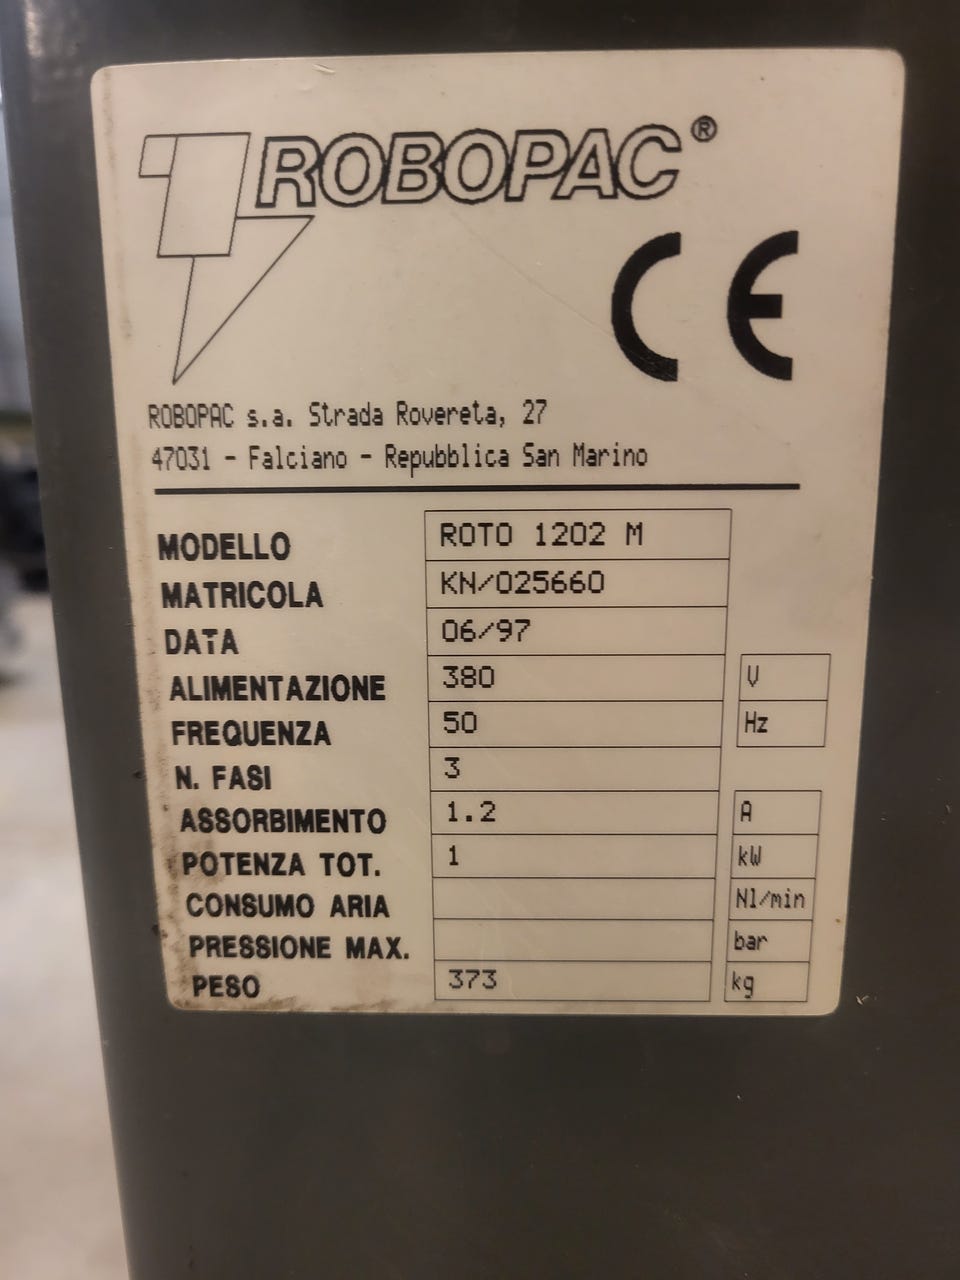 ROBOPAC®
CE
ROBOPAC s.a. Strada Rovereta, 27
47031 - Falciano - Repubblica San Marino
MODELLO ROTO 1202 M
MATRICOLA KN/025660
DATA 06/97
ALIMENTAZIONE 380 V
FREQUENZA 50 Hz
N. FASI 3
ASSORBIMENTO 1.2 A
POTENZA TOT. 1 kW
CONSUMO ARIA Nl/min
PRESSIONE MAX. bar
PESO 373 kg